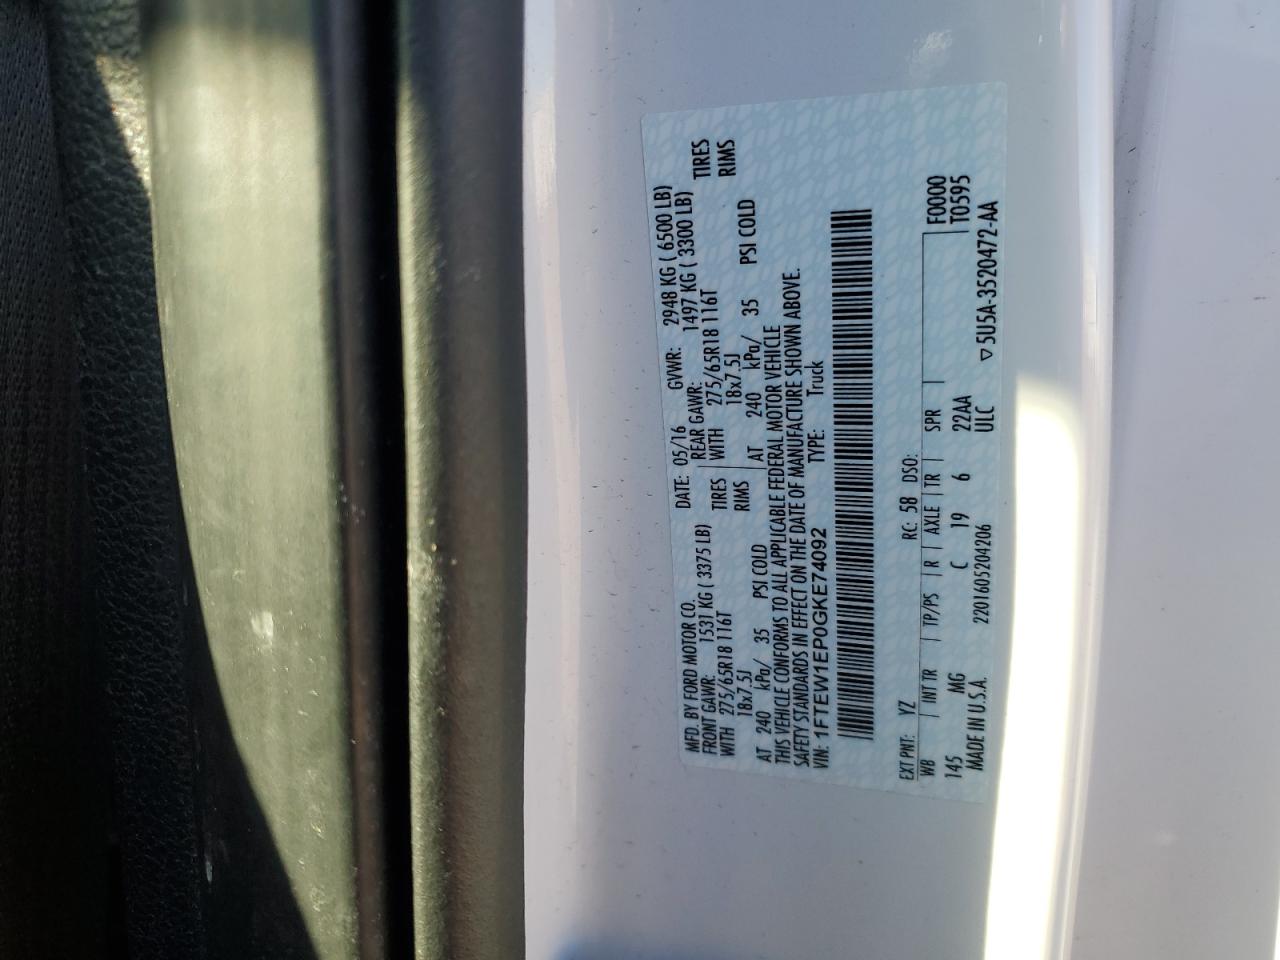 MFD. BY FORD MOTOR CO. DATE: 05/16 GVWR: 2948 KG ( 6500 LB)
FRONT GAWR: 1531 KG ( 3375 LB) REAR GAWR: 1497 KG ( 3300 LB)
WITH 275/65R18 116T TIRES WITH 275/65R18 116T TIRES
18x7.5J RIMS 18x7.5J RIMS
AT 240 kPa/ 35 PSI COLD AT 240 kPa/ 35 PSI COLD
THIS VEHICLE CONFORMS TO ALL APPLICABLE FEDERAL MOTOR VEHICLE
SAFETY STANDARDS IN EFFECT ON THE DATE OF MANUFACTURE SHOWN ABOVE.
VIN: 1FTEW1EP0GKE74092 TYPE: Truck
EXT PNT: YZ RC: 58 DSO: F0000
WB INT TR TP/PS R AXLE TR SPR T0595
145 MG C 19 6 22AA
MADE IN U.S.A. 2201605204206 ULC ▽5U5A-3520472-AA